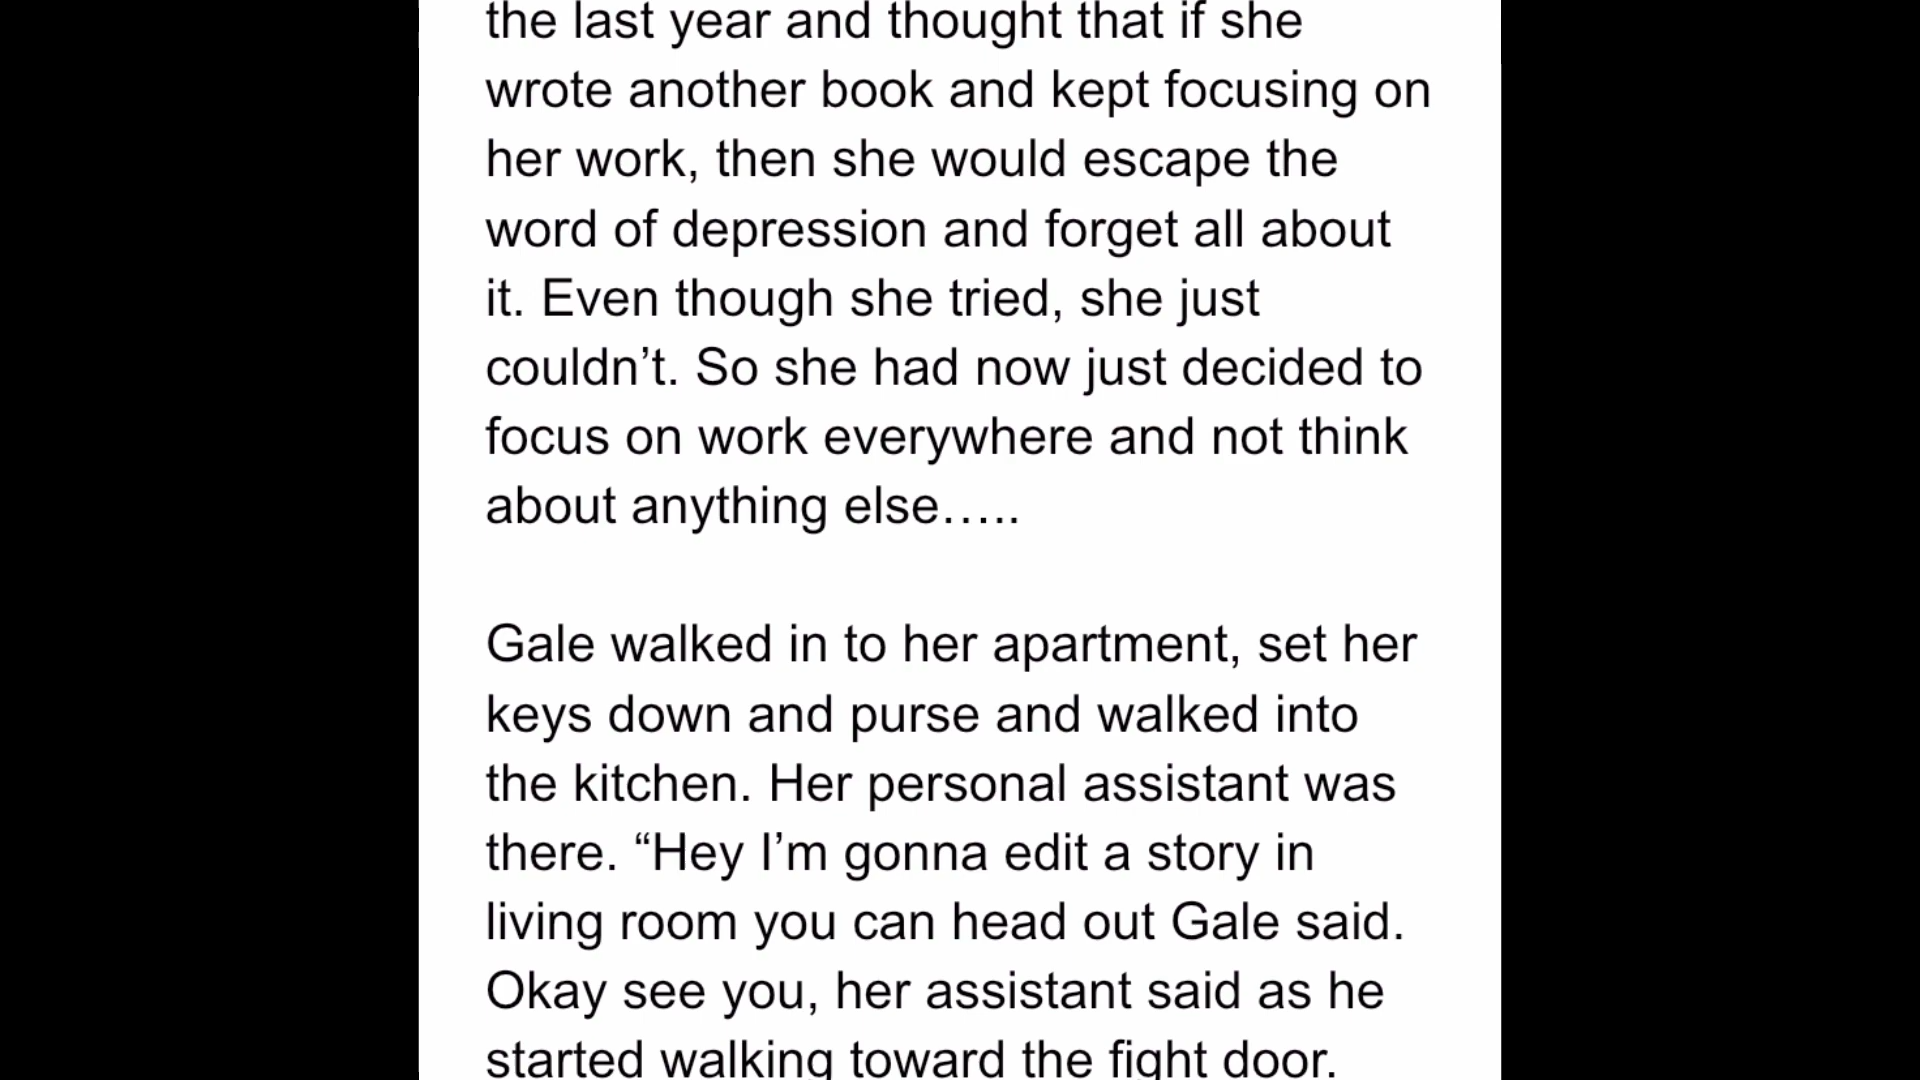 the last year and thought that if she
wrote another book and kept focusing on
her work, then she would escape the
word of depression and forget all about
it. Even though she tried, she just
couldn’t. So she had now just decided to
focus on work everywhere and not think
about anything else…..
Gale walked in to her apartment, set her
keys down and purse and walked into
the kitchen. Her personal assistant was
there. “Hey I’m gonna edit a story in
living room you can head out Gale said.
Okay see you, her assistant said as he
started walking toward the fight door.